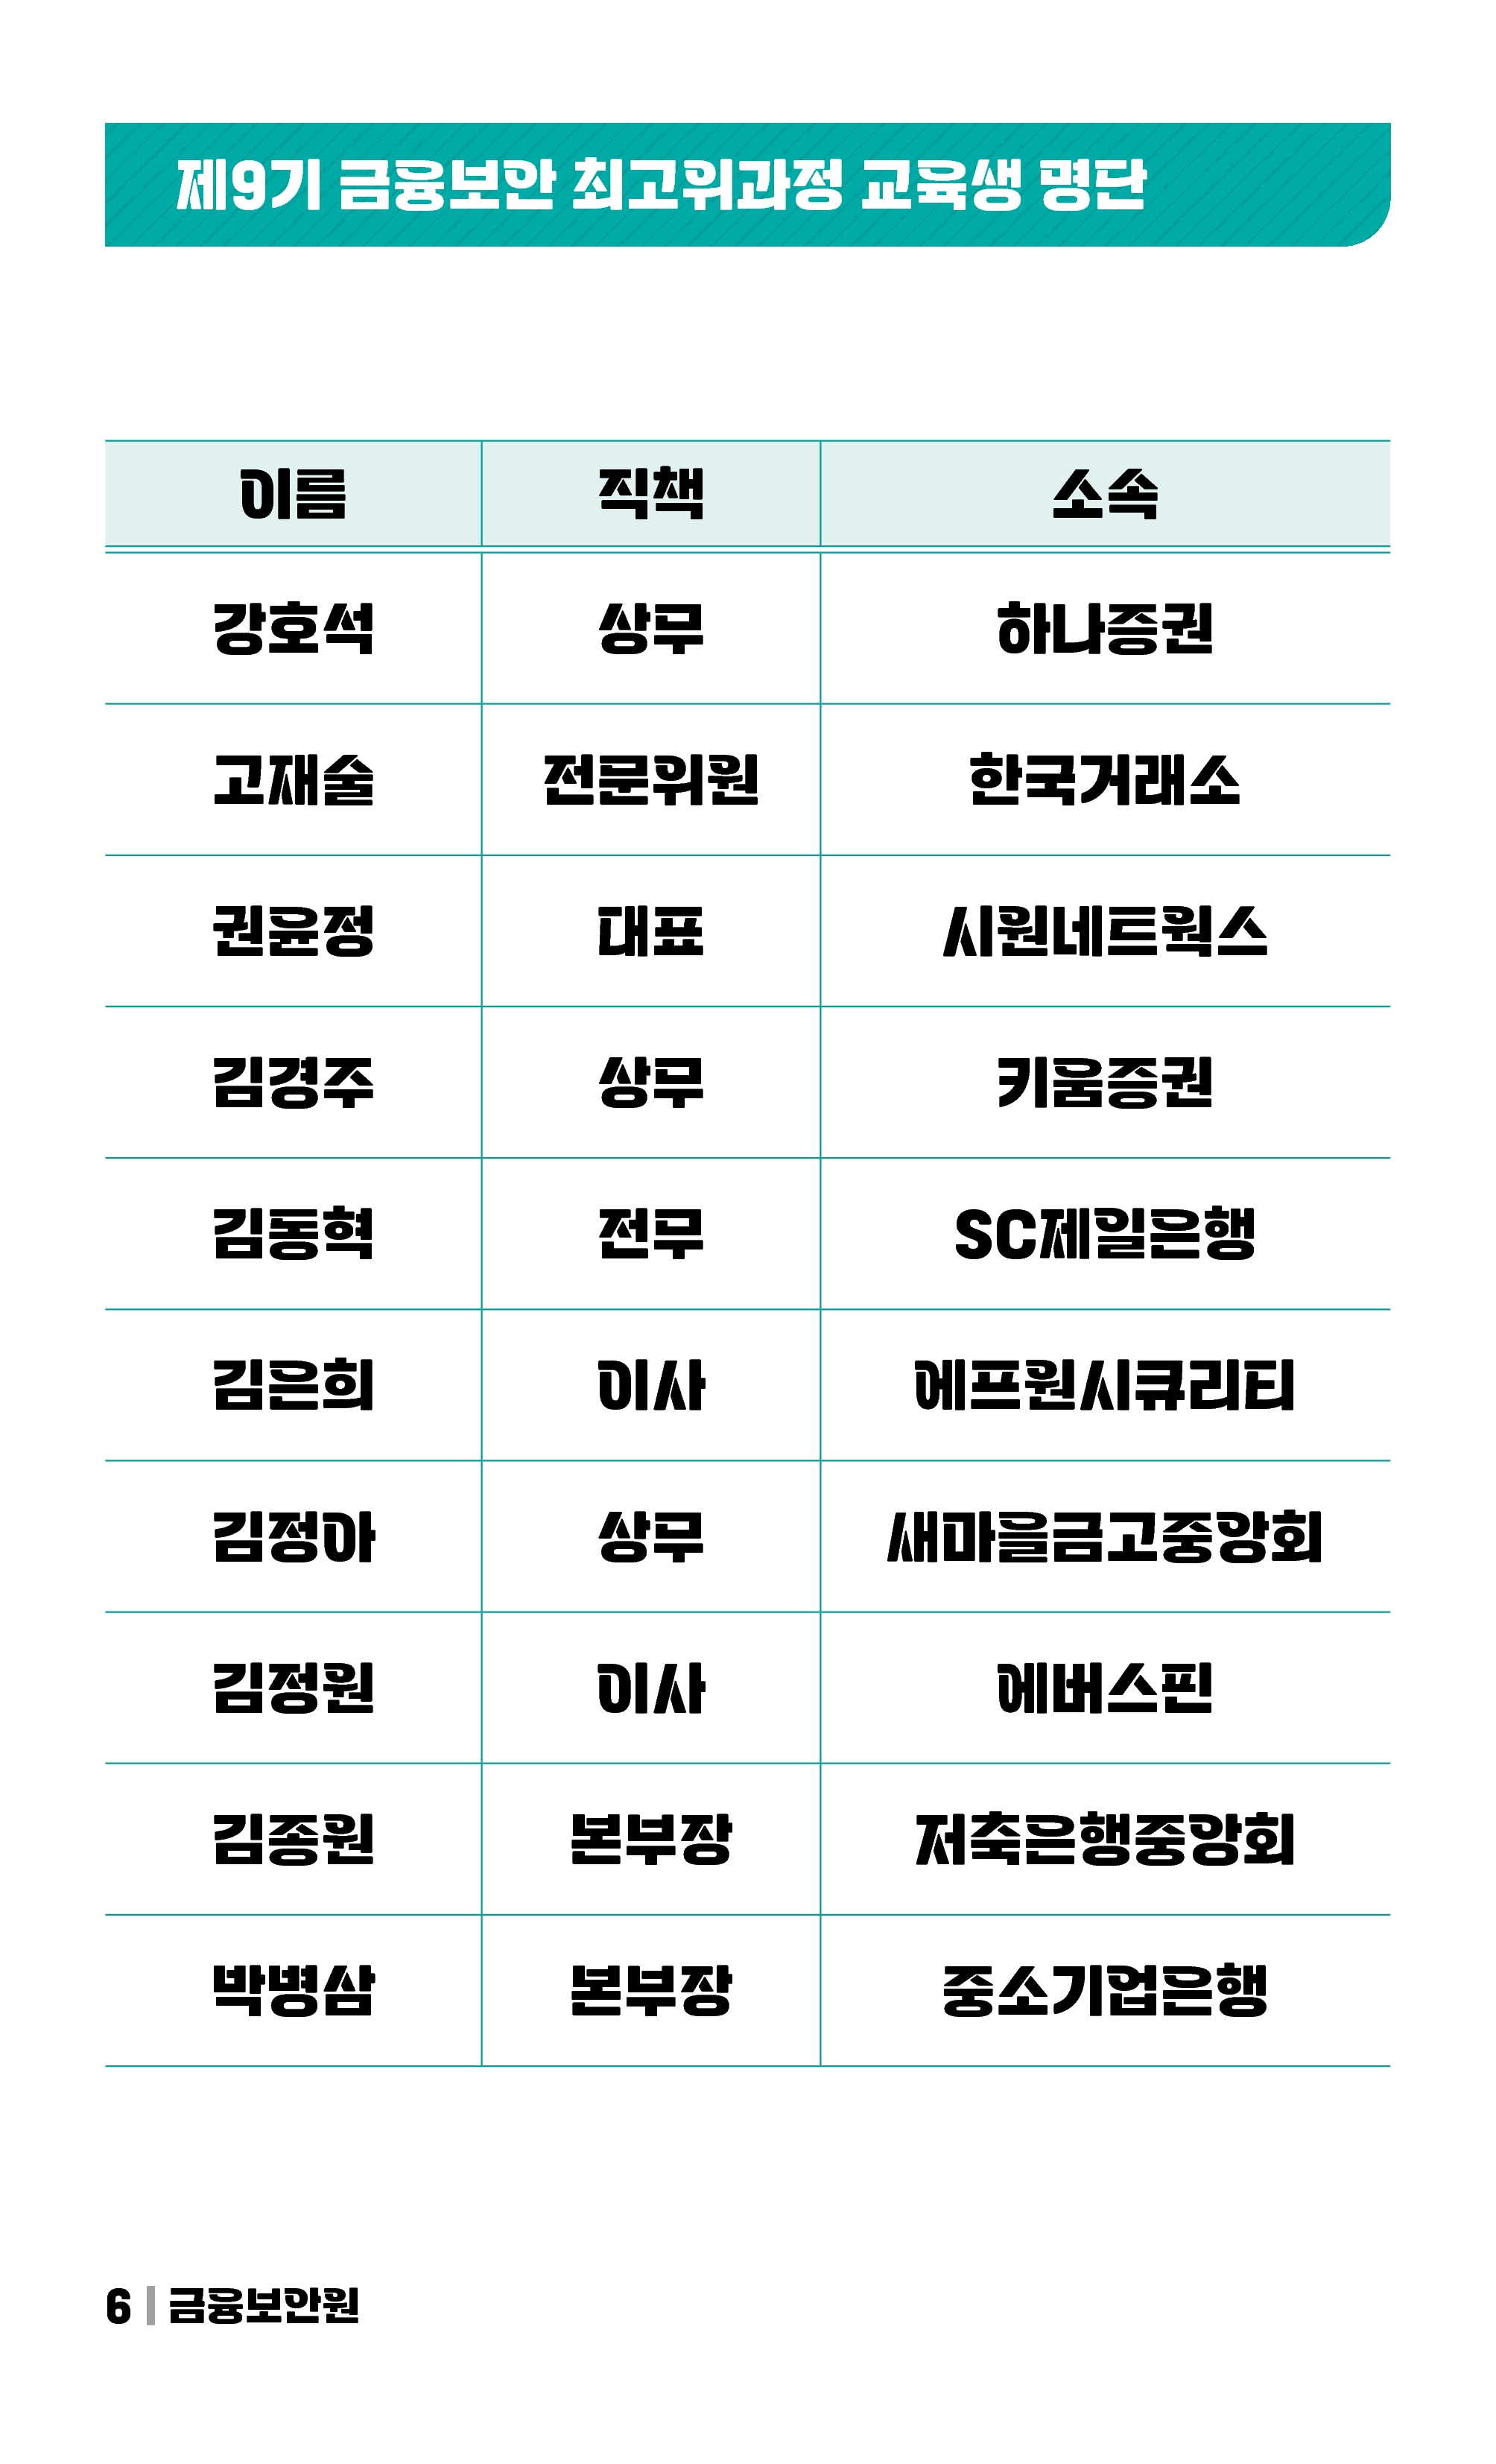 제9기 금융보안 최고위과정 교육생 명단
이름 직책 소속
강호석 상무 하나증권
고재술 전문위원 한국거래소
권윤정 대표 시원네트웍스
김경주 상무 키움증권
김동혁 전무 SC제일은행
김은희 이사 에프원시큐리티
김정아 상무 새마을금고중앙회
김정원 이사 에버스핀
김종원 본부장 저축은행중앙회
박병삼 본부장 중소기업은행
6 | 금융보안원